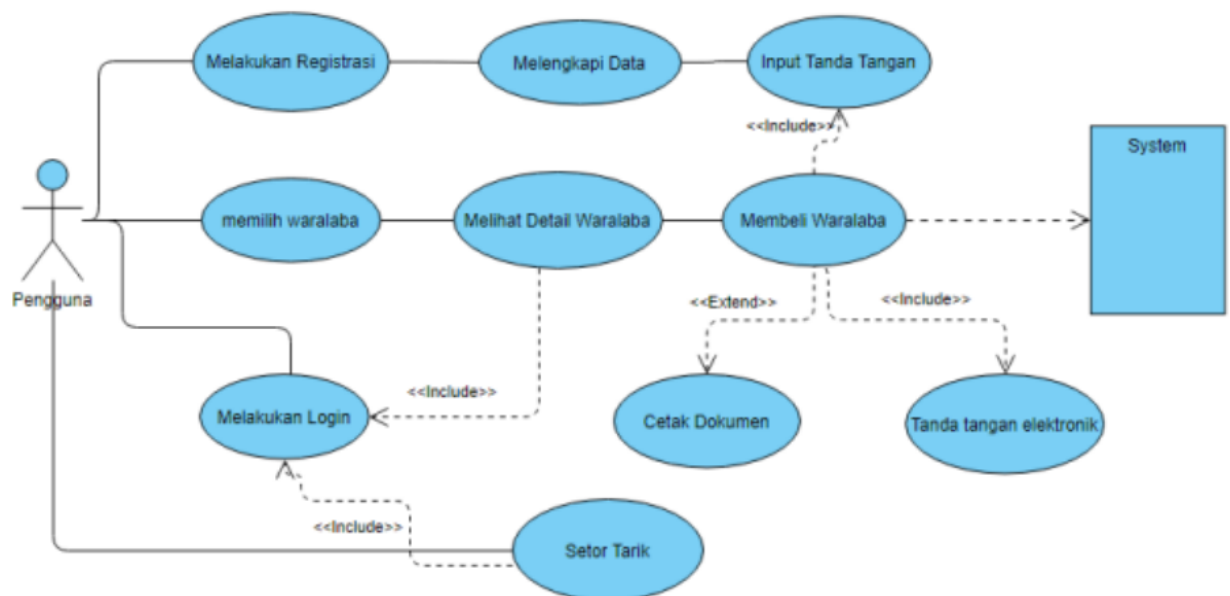 Melakukan Registrasi
Melengkapi Data
Input Tanda Tangan
<<Include>>
System
memilih waralaba
Melihat Detail Waralaba
Membeli Waralaba
Pengguna
<<Extend>>
<<Include>>
<<Include>>
Melakukan Login
Cetak Dokumen
Tanda tangan elektronik
<<Include>>
Setor Tarik